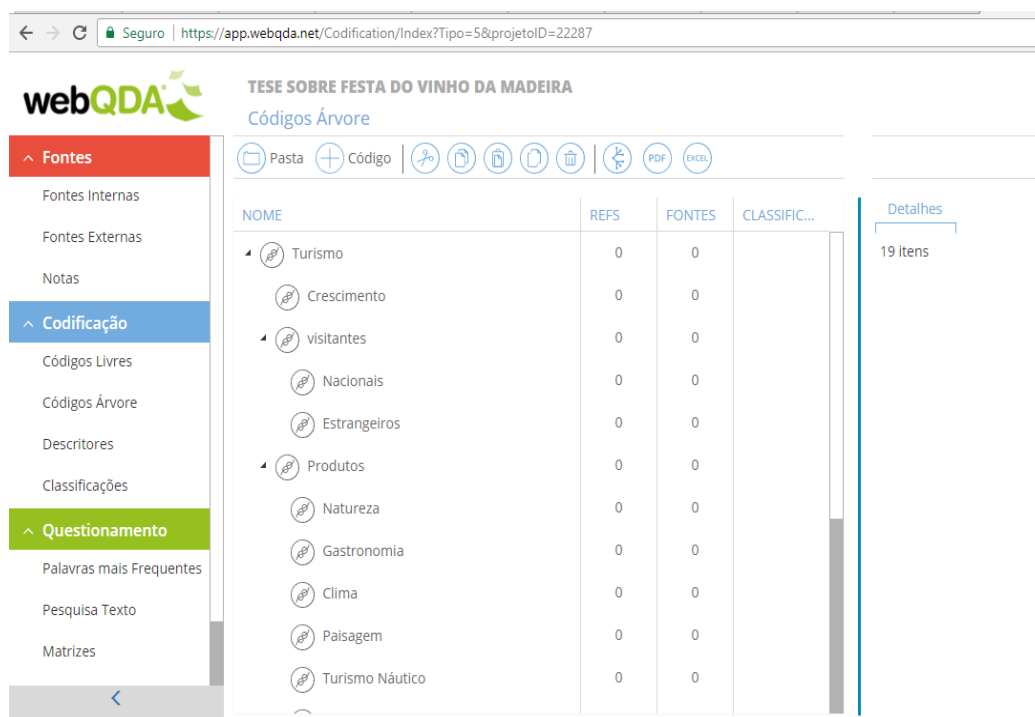 Seguro | https://app.webqda.net/Codification/Index?Tipo=5&projetoID=22287
webQDA
TESE SOBRE FESTA DO VINHO DA MADEIRA
Códigos Árvore
Pasta Código PDF EXCEL
Fontes
Fontes Internas
Fontes Externas
Notas
Codificação
Códigos Livres
Códigos Árvore
Descritores
Classificações
Questionamento
Palavras mais Frequentes
Pesquisa Texto
Matrizes
NOME REFS FONTES CLASSIFIC...
Turismo 0 0
Crescimento 0 0
visitantes 0 0
Nacionais 0 0
Estrangeiros 0 0
Produtos 0 0
Natureza 0 0
Gastronomia 0 0
Clima 0 0
Paisagem 0 0
Turismo Náutico 0 0
Detalhes
19 itens